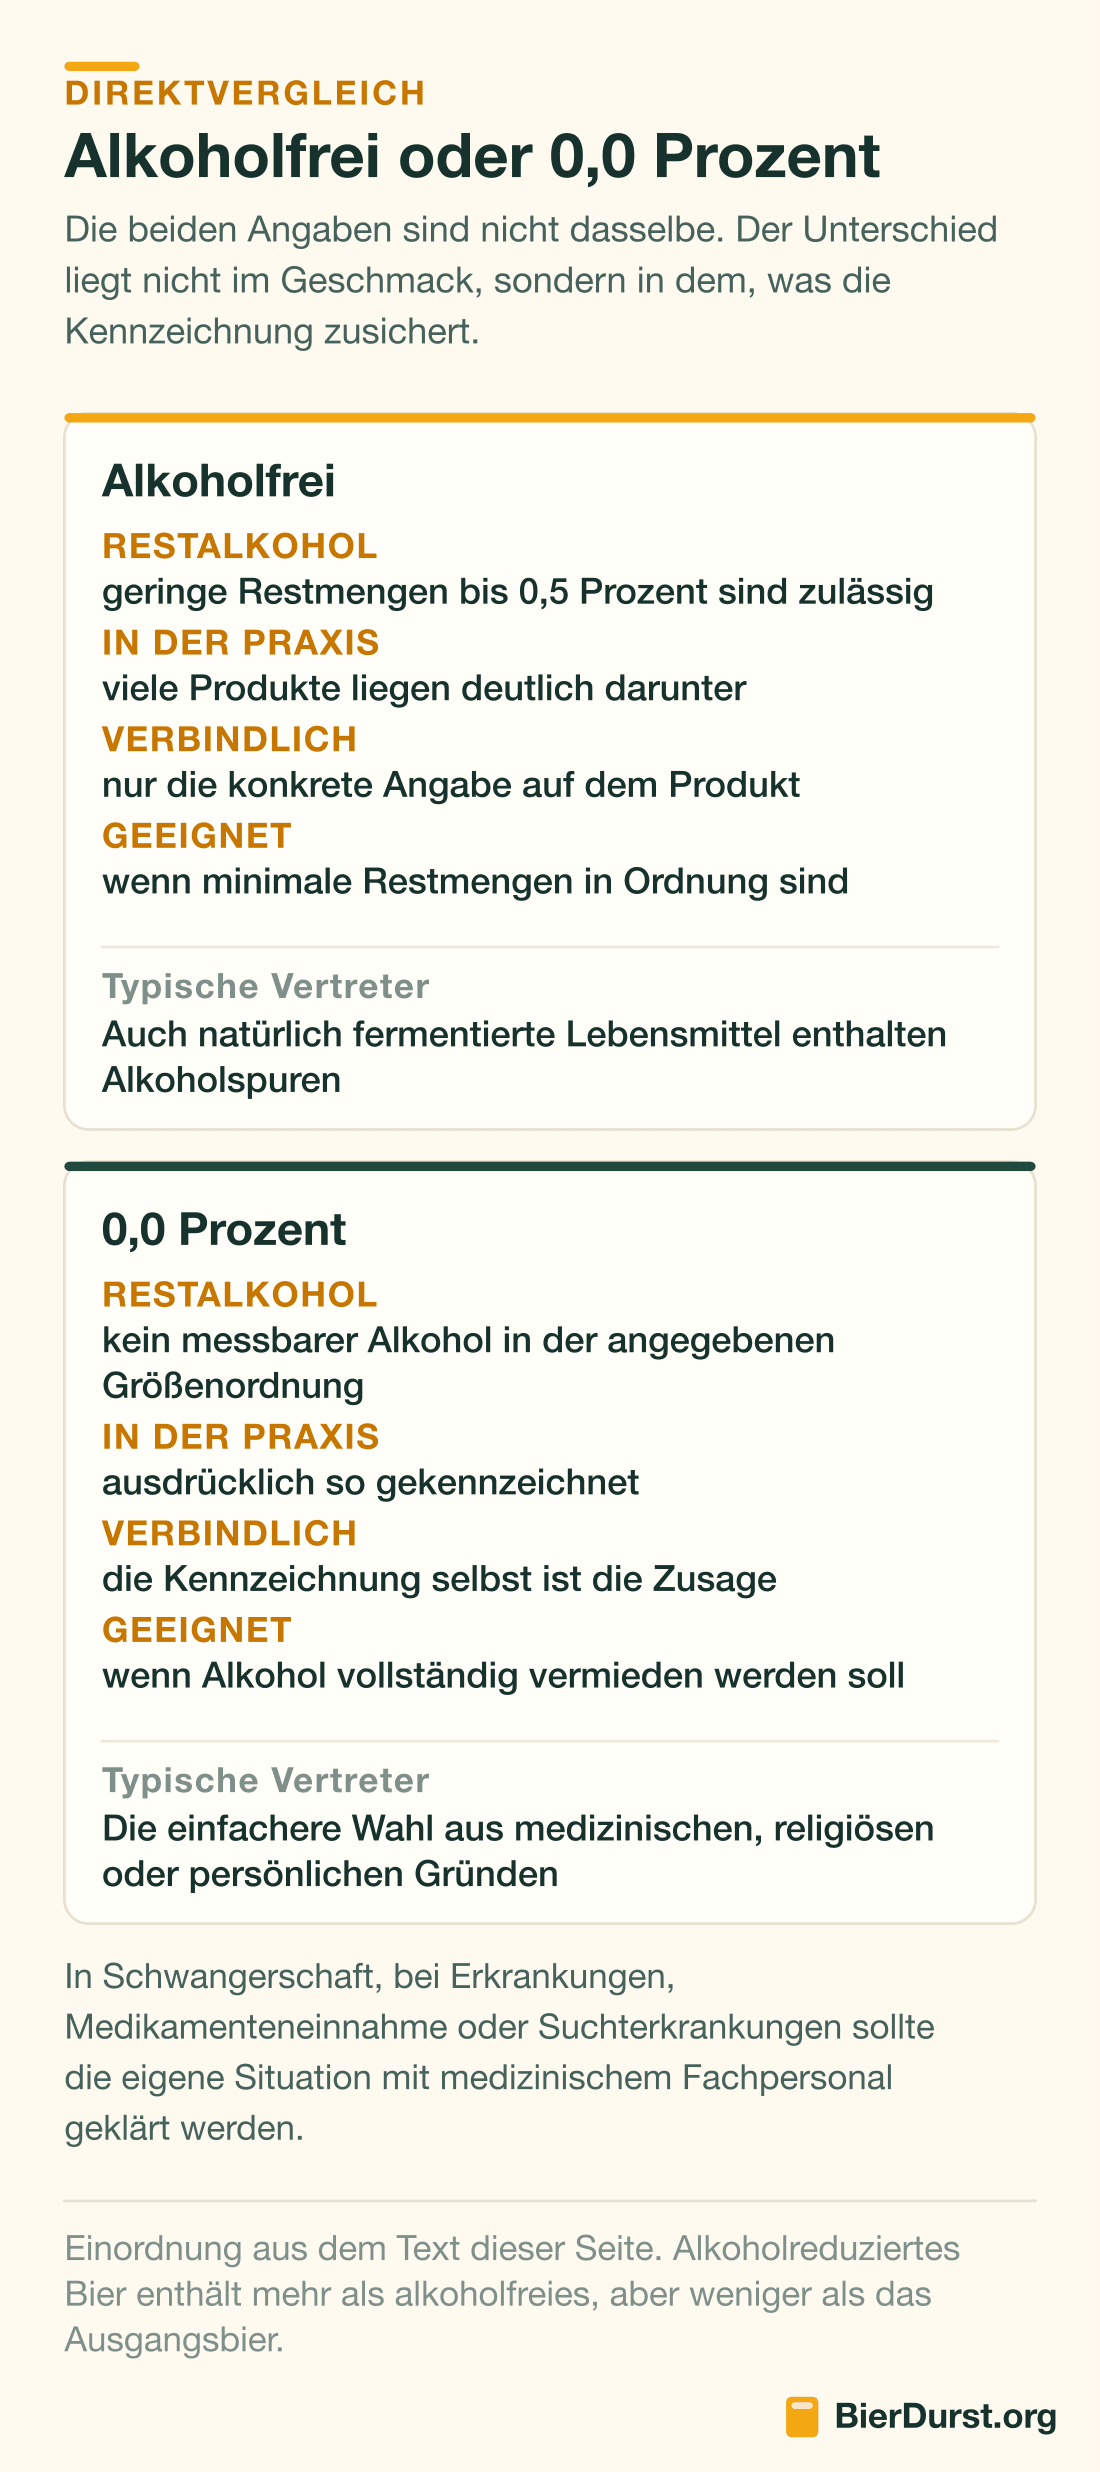 DIREKTVERGLEICH
Alkoholfrei oder 0,0 Prozent
Die beiden Angaben sind nicht dasselbe. Der Unterschied
liegt nicht im Geschmack, sondern in dem, was die
Kennzeichnung zusichert.
Alkoholfrei
RESTALKOHOL
geringe Restmengen bis 0,5 Prozent sind zulässig
IN DER PRAXIS
viele Produkte liegen deutlich darunter
VERBINDLICH
nur die konkrete Angabe auf dem Produkt
GEEIGNET
wenn minimale Restmengen in Ordnung sind
Typische Vertreter
Auch natürlich fermentierte Lebensmittel enthalten
Alkoholspuren
0,0 Prozent
RESTALKOHOL
kein messbarer Alkohol in der angegebenen
Größenordnung
IN DER PRAXIS
ausdrücklich so gekennzeichnet
VERBINDLICH
die Kennzeichnung selbst ist die Zusage
GEEIGNET
wenn Alkohol vollständig vermieden werden soll
Typische Vertreter
Die einfachere Wahl aus medizinischen, religiösen
oder persönlichen Gründen
In Schwangerschaft, bei Erkrankungen,
Medikamenteneinnahme oder Suchterkrankungen sollte
die eigene Situation mit medizinischem Fachpersonal
geklärt werden.
Einordnung aus dem Text dieser Seite. Alkoholreduziertes
Bier enthält mehr als alkoholfreies, aber weniger als das
Ausgangsbier.
BierDurst.org